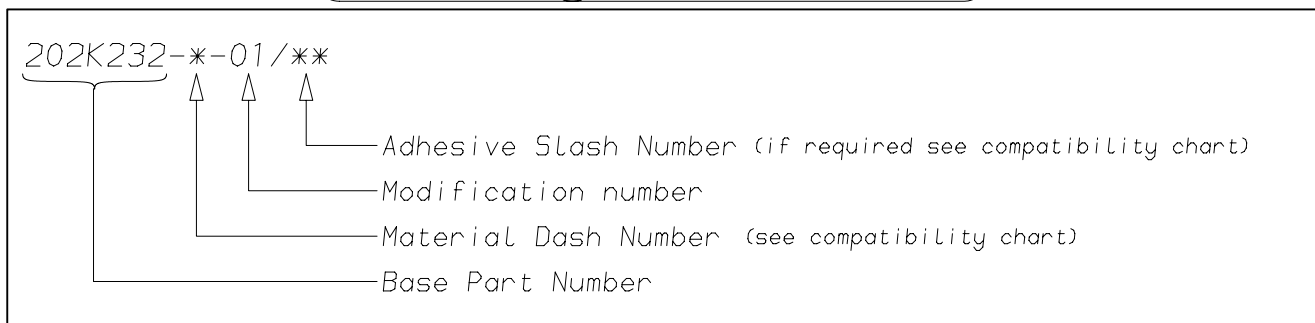 202K232-*-01/**
Adhesive Slash Number (if required see compatibility chart)
Modification number
Material Dash Number (see compatibility chart)
Base Part Number